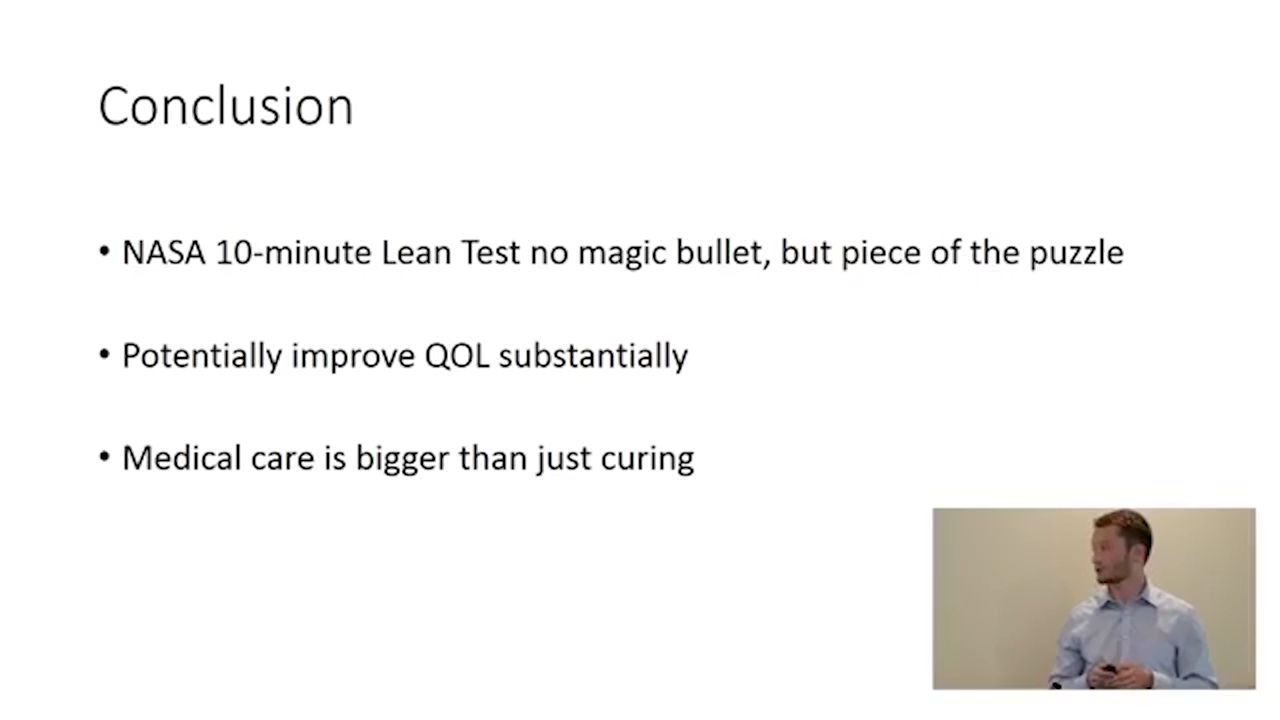 Conclusion
• NASA 10-minute Lean Test no magic bullet, but piece of the puzzle
• Potentially improve QOL substantially
• Medical care is bigger than just curing